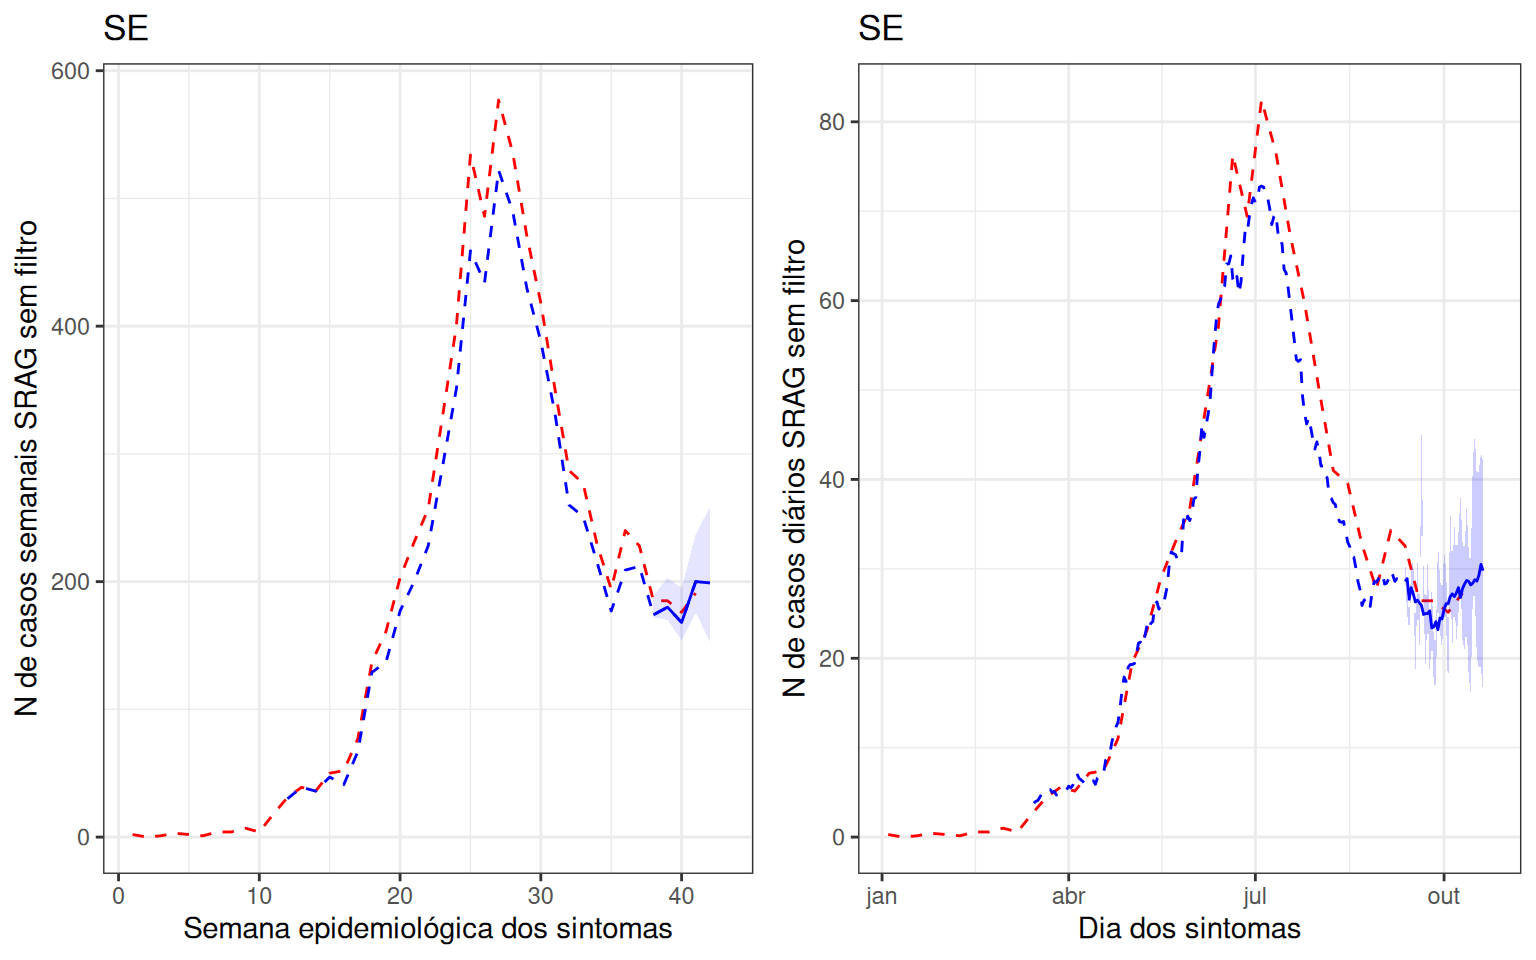 SE
600
400
200
0
0
10
20
30
40
N de casos semanais SRAG sem filtro
Semana epidemiológica dos sintomas
SE
80
60
40
20
0
jan
abr
jul
out
N de casos diários SRAG sem filtro
Dia dos sintomas